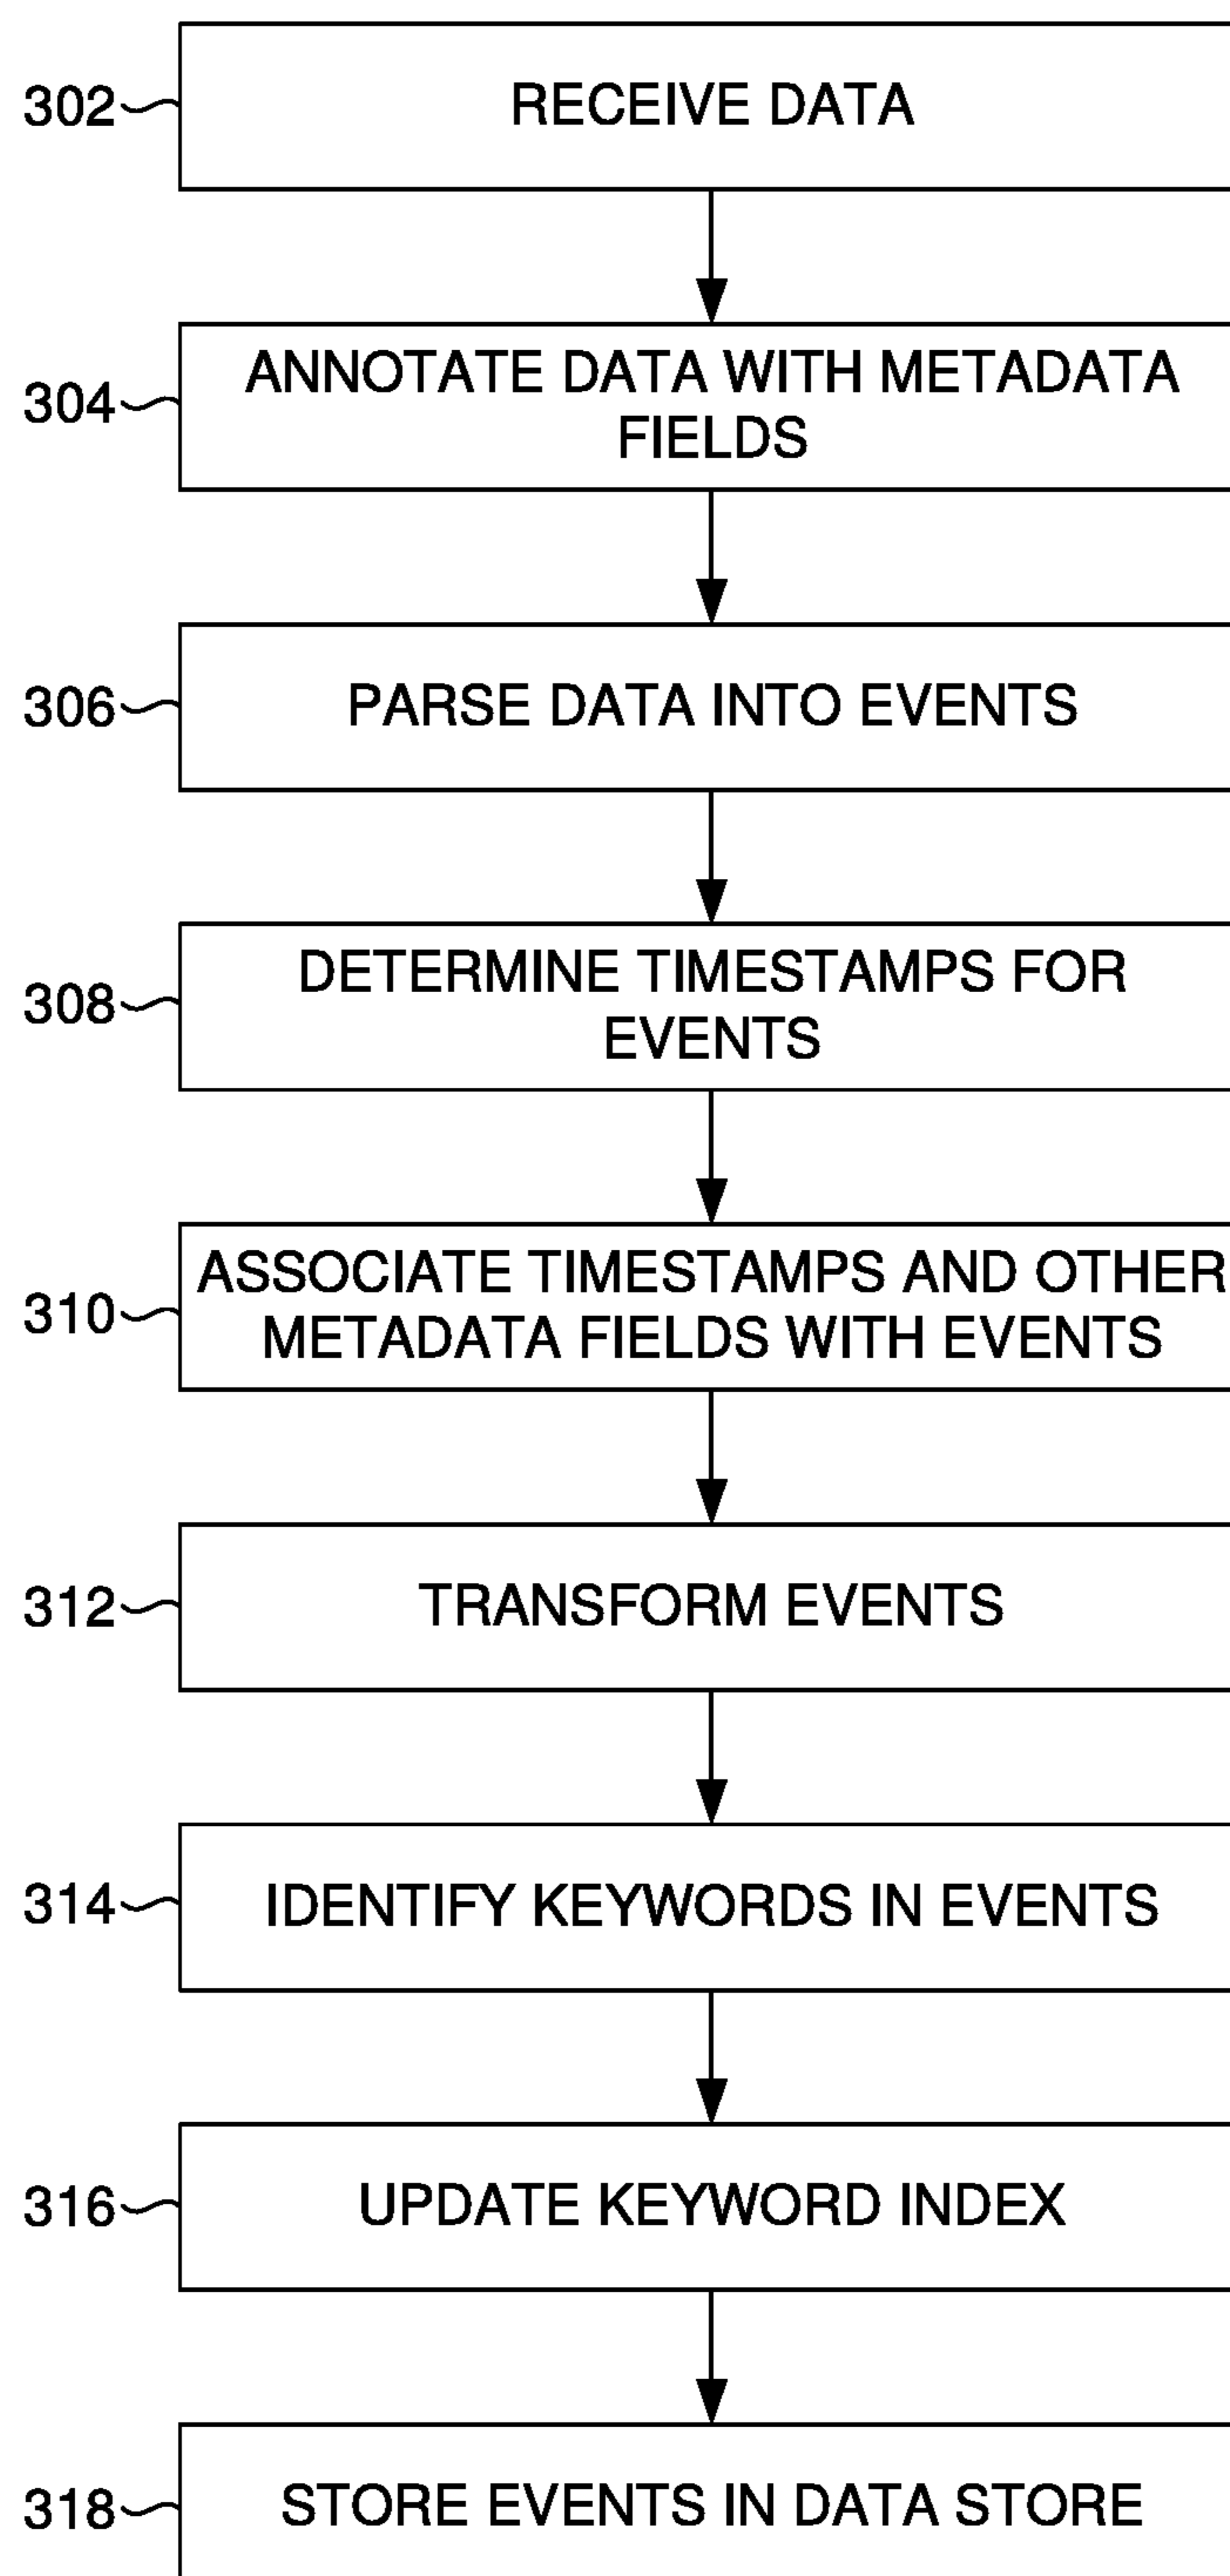 302
RECEIVE DATA
304
ANNOTATE DATA WITH METADATA
FIELDS
306
PARSE DATA INTO EVENTS
308
DETERMINE TIMESTAMPS FOR
EVENTS
310
ASSOCIATE TIMESTAMPS AND OTHER
METADATA FIELDS WITH EVENTS
312
TRANSFORM EVENTS
314
IDENTIFY KEYWORDS IN EVENTS
316
UPDATE KEYWORD INDEX
318
STORE EVENTS IN DATA STORE